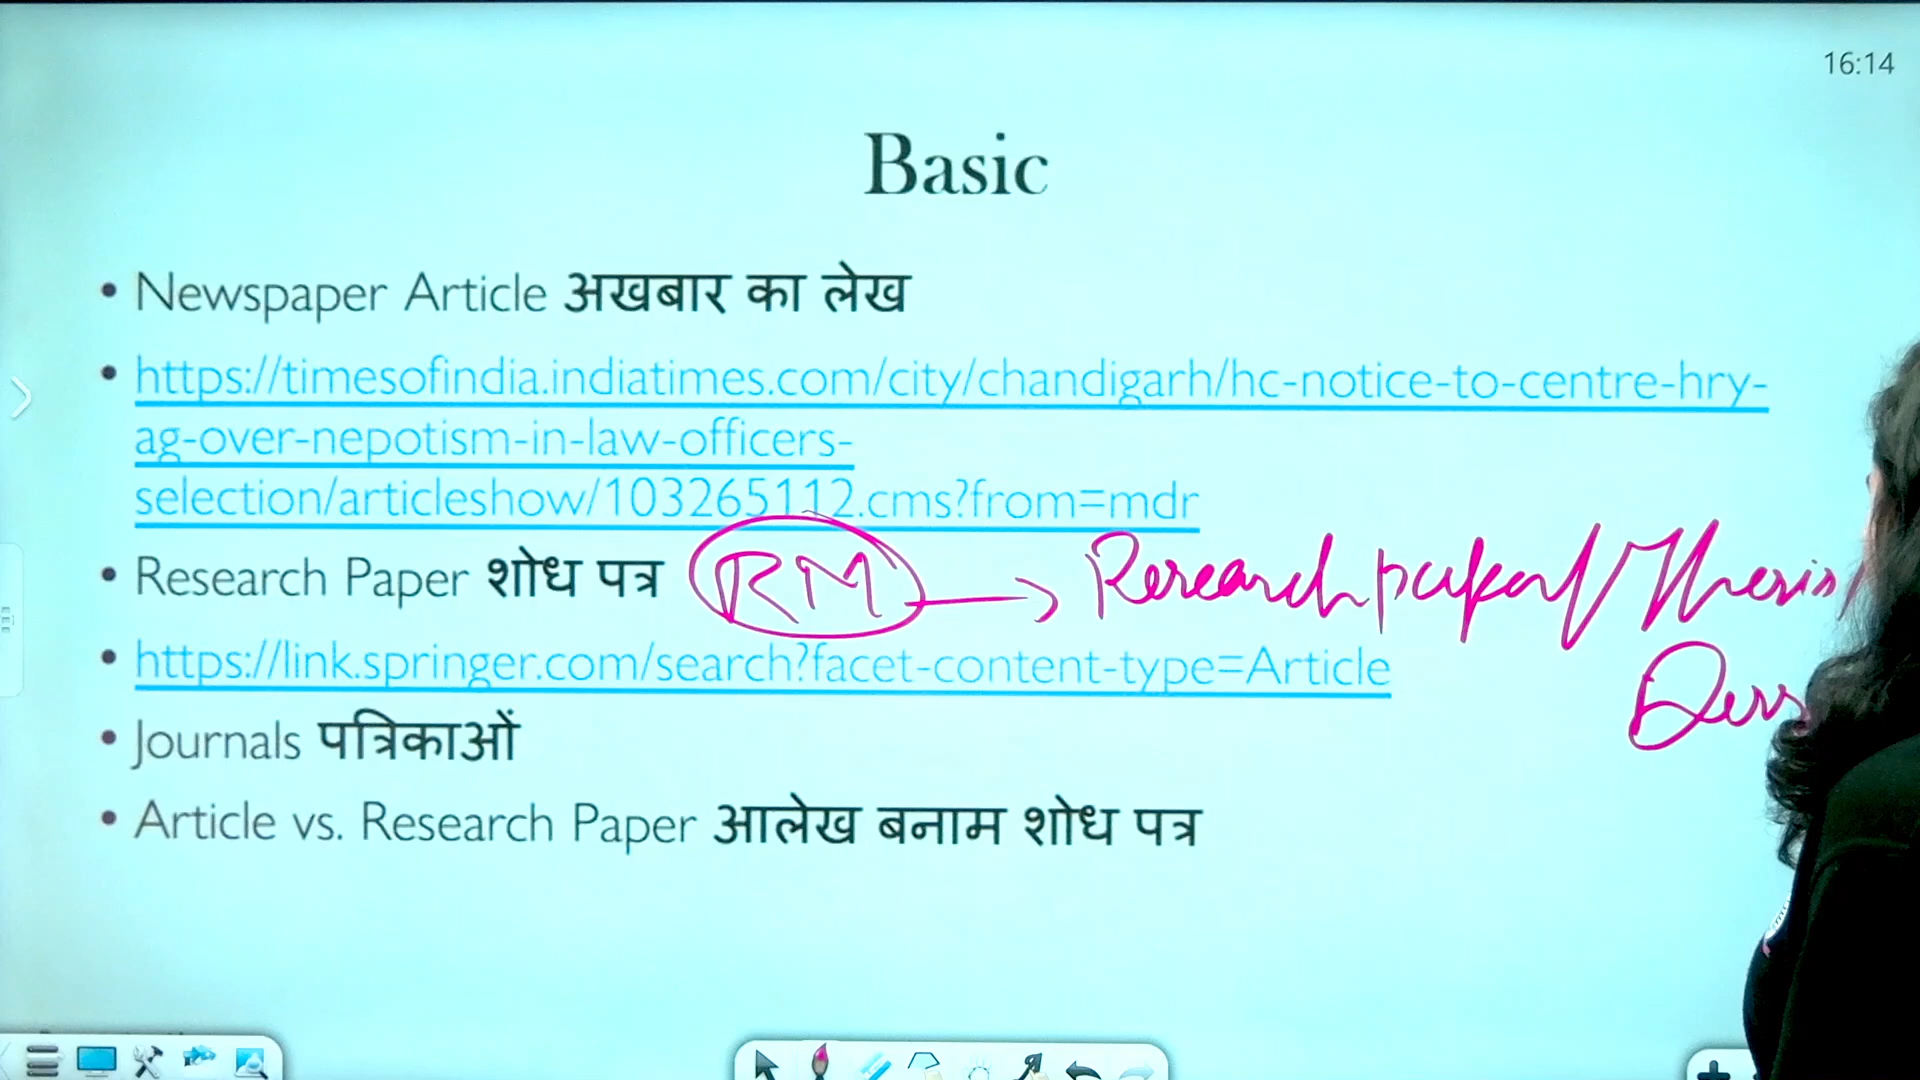 16:14
Basic
• Newspaper Article अखबार का लेख
• https://timesofindia.indiatimes.com/city/chandigarh/hc-notice-to-centre-hry-
ag-over-nepotism-in-law-officers-
selection/articleshow/103265112.cms?from=mdr
• Research Paper शोध पत्र RM → Research paper/Thesis/
• https://link.springer.com/search?facet-content-type=Article
• Journals पत्रिकाओं
• Article vs. Research Paper आलेख बनाम शोध पत्र